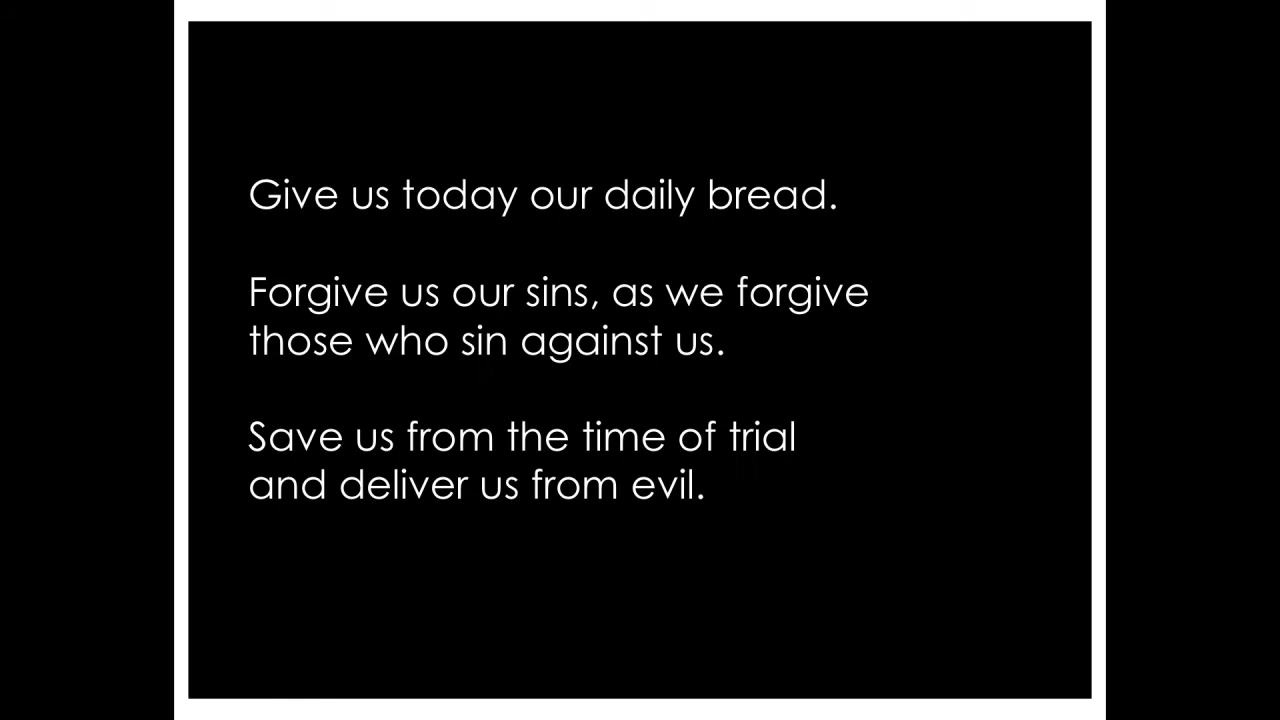 Give us today our daily bread.
Forgive us our sins, as we forgive
those who sin against us.
Save us from the time of trial
and deliver us from evil.